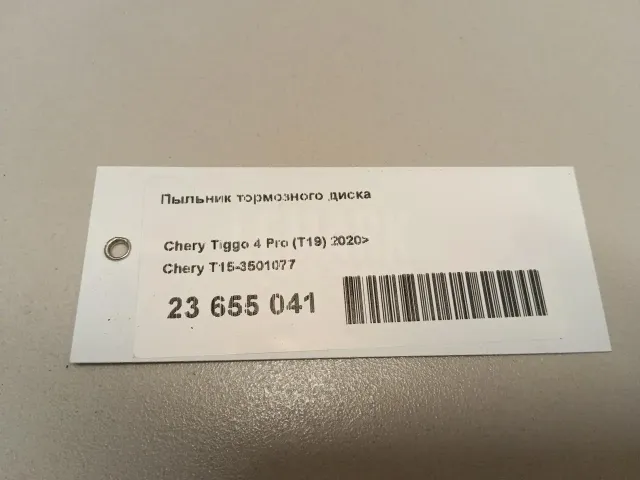 Пыльник тормозного диска
Chery Tiggo 4 Pro (T19) 2020>
Chery T15-3501077
23 655 041